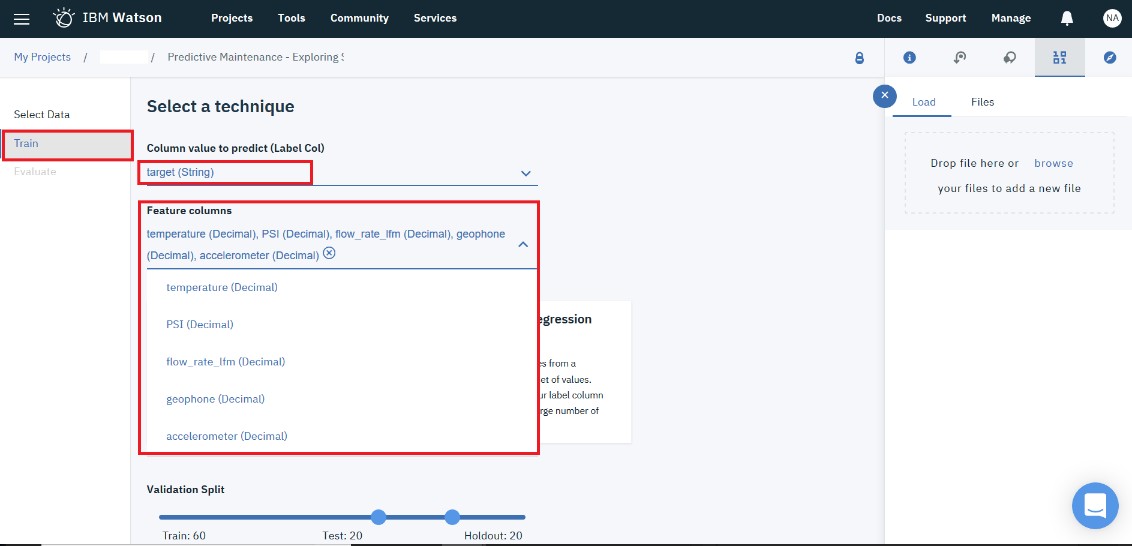 IBM Watson Projects Tools Community Services Docs Support Manage NA
My Projects / / Predictive Maintenance - Exploring
Select Data
Train
Evaluate
Select a technique
Column value to predict (Label Col)
target (String)
Feature columns
temperature (Decimal), PSI (Decimal), flow_rate_lfm (Decimal), geophone
(Decimal), accelerometer (Decimal)
temperature (Decimal)
PSI (Decimal)
flow_rate_lfm (Decimal)
geophone (Decimal)
accelerometer (Decimal)
egression
es from a
et of values.
ur label column
rge number of
Validation Split
Train: 60 Test: 20 Holdout: 20
Load Files
Drop file here or browse
your files to add a new file